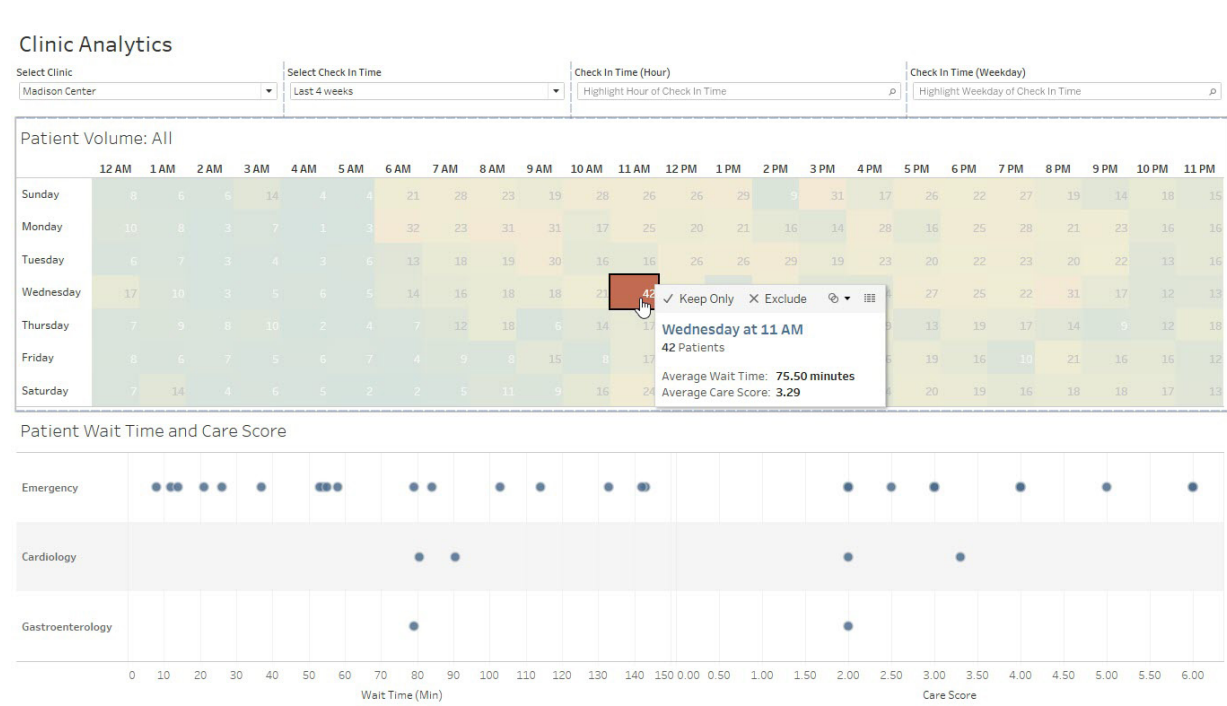 Clinic Analytics
Select Clinic Select Check In Time Check In Time (Hour) Check In Time (Weekday)
Madison Center Last 4 weeks Highlight Hour of Check In Time Highlight Weekday of Check In Time
Patient Volume: All
12 AM 1 AM 2 AM 3 AM 4 AM 5 AM 6 AM 7 AM 8 AM 9 AM 10 AM 11 AM 12 PM 1 PM 2 PM 3 PM 4 PM 5 PM 6 PM 7 PM 8 PM 9 PM 10 PM 11 PM
Sunday 8 6 5 14 4 4 21 28 23 19 28 26 26 29 9 31 17 26 22 27 19 14 18 15
Monday 10 8 3 7 1 3 32 23 31 31 17 25 20 21 16 14 28 16 25 28 21 23 16 16
Tuesday 6 7 3 4 3 6 13 18 19 30 16 16 26 26 29 19 23 20 22 23 20 22 13 16
Wednesday 17 10 3 5 6 5 14 16 18 18 21 42 27 25 22 31 17 12 13
Thursday 7 9 8 10 2 4 7 12 18 6 14 17 13 19 17 14 9 12 18
Friday 8 6 7 5 6 7 4 9 8 15 8 17 19 16 10 21 16 16 12
Saturday 7 14 4 6 5 2 2 5 11 9 16 24 20 19 16 18 18 17 13
Keep Only Exclude
Wednesday at 11 AM
42 Patients
Average Wait Time: 75.50 minutes
Average Care Score: 3.29
Patient Wait Time and Care Score
Emergency
Cardiology
Gastroenterology
0 10 20 30 40 50 60 70 80 90 100 110 120 130 140 150 0.00 0.50 1.00 1.50 2.00 2.50 3.00 3.50 4.00 4.50 5.00 5.50 6.00
Wait Time (Min) Care Score